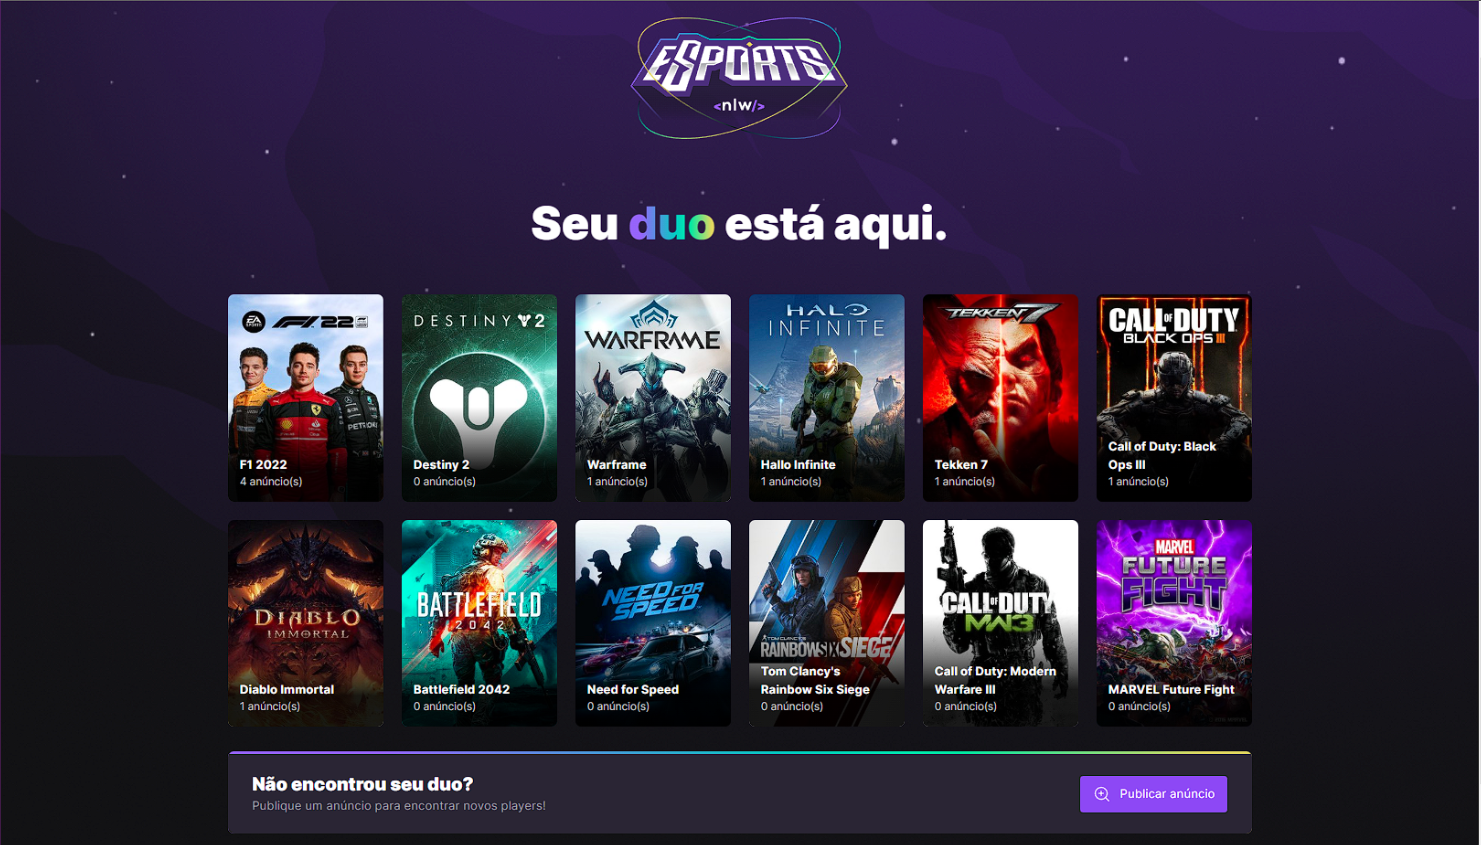 eSPORTS
<nlw/>
Seu duo está aqui.
EA
SPORTS
F1 22
F1 2022
4 anúncio(s)
DESTINY 2
Destiny 2
0 anúncio(s)
WARFRAME
Warframe
1 anúncio(s)
HALO
INFINITE
Hallo Infinite
1 anúncio(s)
TEKKEN 7
Tekken 7
1 anúncio(s)
CALL OF DUTY
BLACK OPS III
Call of Duty: Black
Ops III
1 anúncio(s)
DIABLO
IMMORTAL
Diablo Immortal
1 anúncio(s)
BATTLEFIELD
2042
Battlefield 2042
0 anúncio(s)
NEED FOR
SPEED
Need for Speed
0 anúncio(s)
TOM CLANCY'S
RAINBOWSIX SIEGE
Tom Clancy's
Rainbow Six Siege
0 anúncio(s)
CALL OF DUTY
MW3
Call of Duty: Modern
Warfare III
0 anúncio(s)
MARVEL
FUTURE
FIGHT
MARVEL Future Fight
0 anúncio(s)
Não encontrou seu duo?
Publique um anúncio para encontrar novos players!
Publicar anúncio